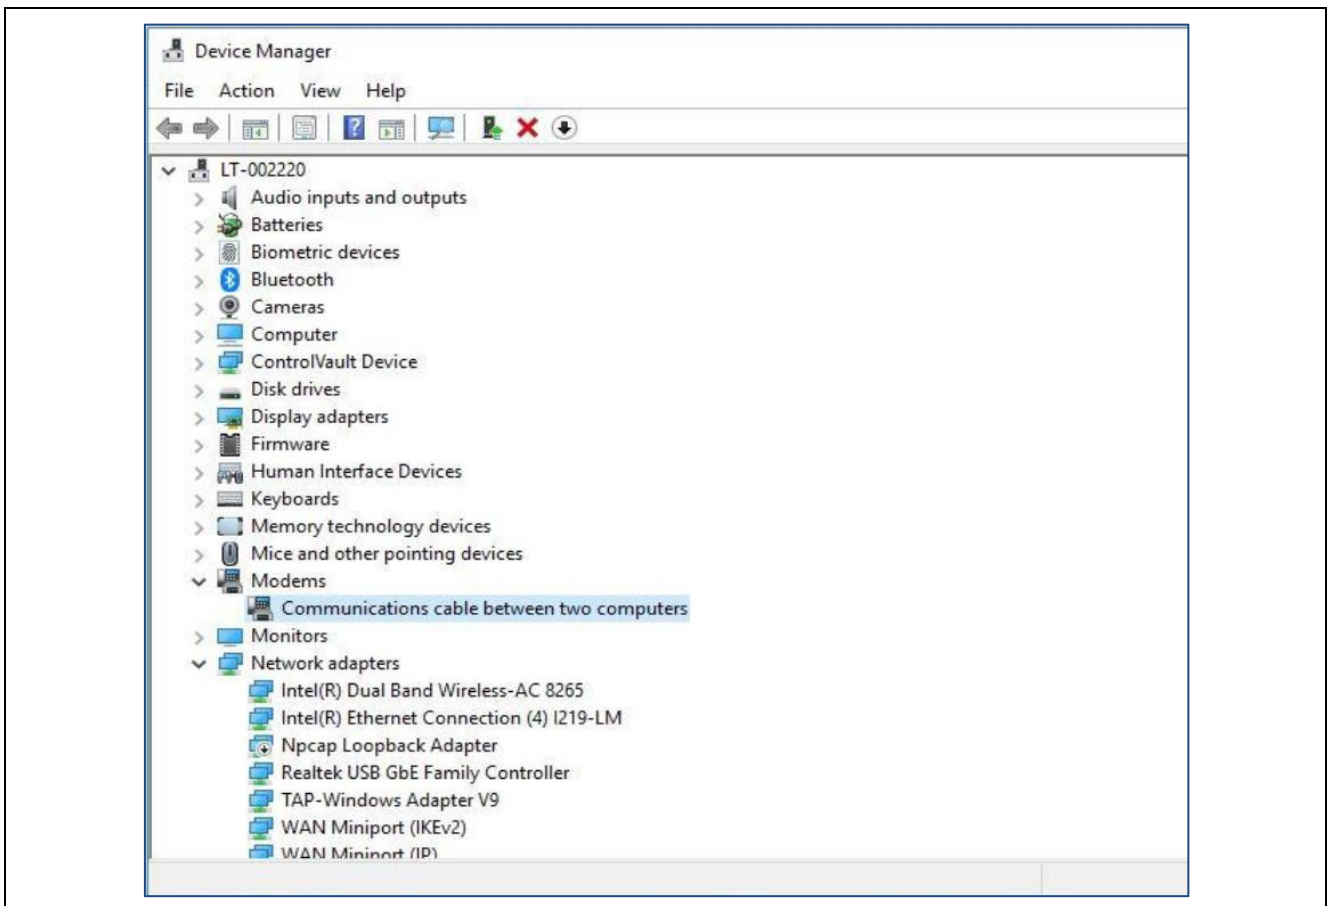 Device Manager
File Action View Help
LT-002220
Audio inputs and outputs
Batteries
Biometric devices
Bluetooth
Cameras
Computer
ControlVault Device
Disk drives
Display adapters
Firmware
Human Interface Devices
Keyboards
Memory technology devices
Mice and other pointing devices
Modems
Communications cable between two computers
Monitors
Network adapters
Intel(R) Dual Band Wireless-AC 8265
Intel(R) Ethernet Connection (4) I219-LM
Npcap Loopback Adapter
Realtek USB GbE Family Controller
TAP-Windows Adapter V9
WAN Miniport (IKEv2)
WAN Miniport (IP)